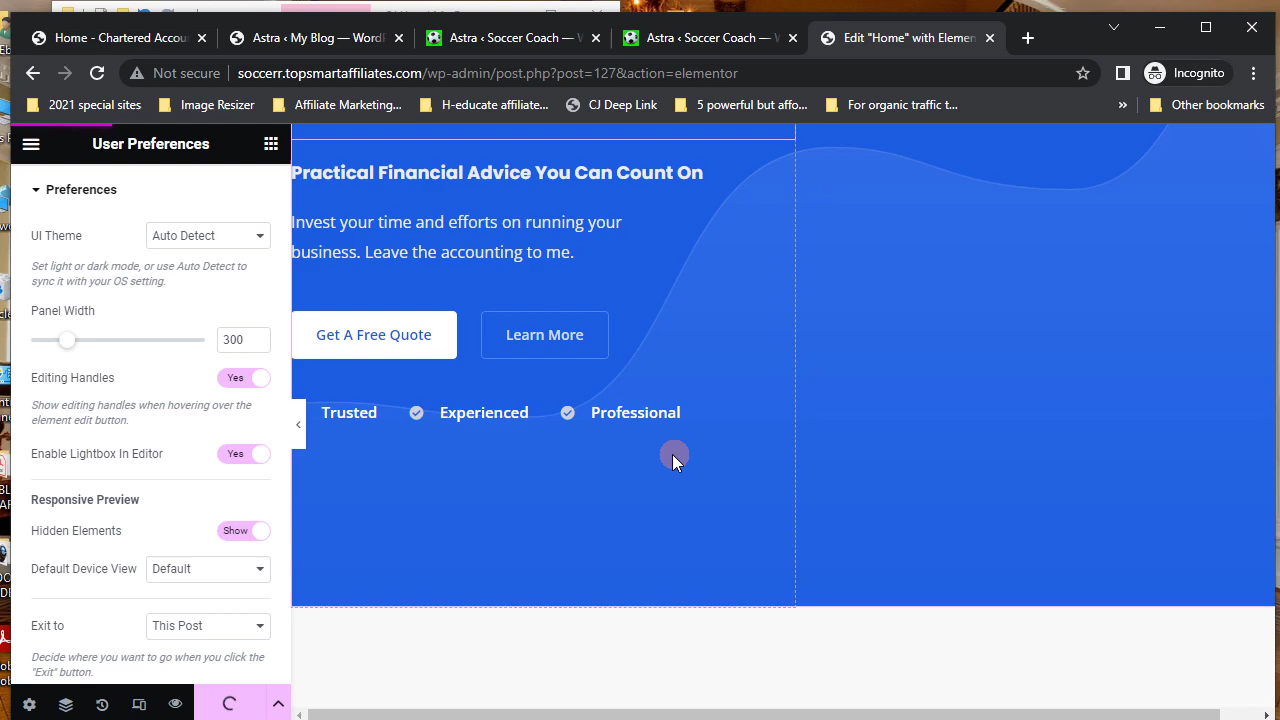 Home - Chartered Accou
Astra ‹ My Blog — WordP
Astra ‹ Soccer Coach — W
Astra ‹ Soccer Coach — W
Edit "Home" with Elemen
Not secure
soccerr.topsmartaffiliates.com/wp-admin/post.php?post=127&action=elementor
Incognito
2021 special sites
Image Resizer
Affiliate Marketing...
H-educate affiliate...
CJ Deep Link
5 powerful but affo...
For organic traffic t...
»
Other bookmarks
User Preferences
Preferences
UI Theme
Auto Detect
Set light or dark mode, or use Auto Detect to
sync it with your OS setting.
Panel Width
300
Editing Handles
Yes
Show editing handles when hovering over the
element edit button.
Enable Lightbox In Editor
Yes
Responsive Preview
Hidden Elements
Show
Default Device View
Default
Exit to
This Post
Decide where you want to go when you click the
"Exit" button.
Practical Financial Advice You Can Count On
Invest your time and efforts on running your
business. Leave the accounting to me.
Get A Free Quote
Learn More
Trusted
Experienced
Professional